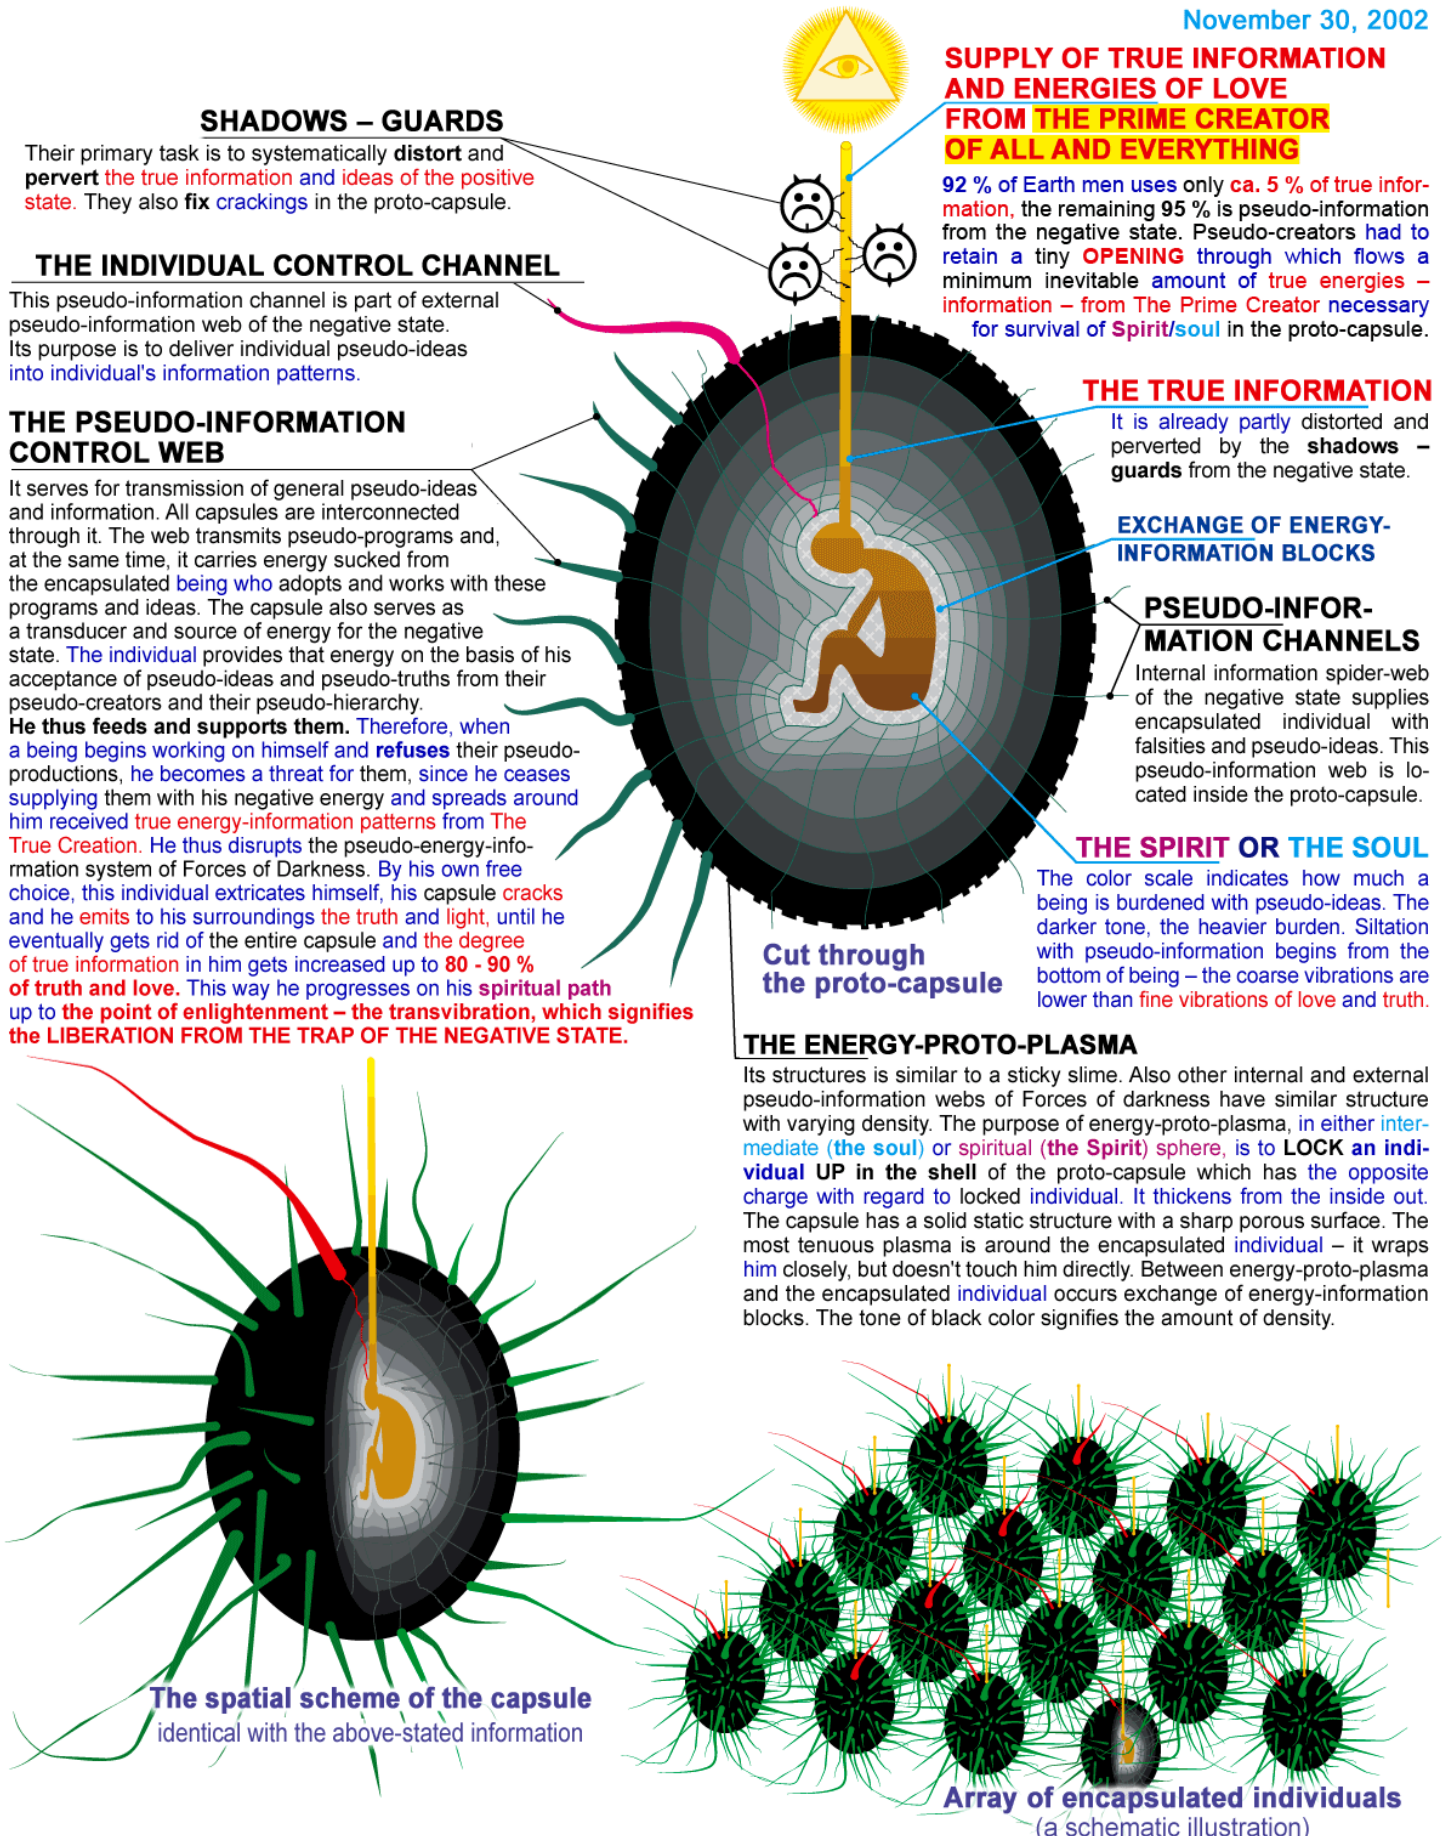 November 30, 2002
SUPPLY OF TRUE INFORMATION
AND ENERGIES OF LOVE
FROM THE PRIME CREATOR
OF ALL AND EVERYTHING
92 % of Earth men uses only ca. 5 % of true infor-
mation, the remaining 95 % is pseudo-information
from the negative state. Pseudo-creators had to
retain a tiny OPENING through which flows a
minimum inevitable amount of true energies –
information – from The Prime Creator necessary
for survival of Spirit/soul in the proto-capsule.
SHADOWS – GUARDS
Their primary task is to systematically distort and
pervert the true information and ideas of the positive
state. They also fix crackings in the proto-capsule.
THE INDIVIDUAL CONTROL CHANNEL
This pseudo-information channel is part of external
pseudo-information web of the negative state.
Its purpose is to deliver individual pseudo-ideas
into individual's information patterns.
THE PSEUDO-INFORMATION
CONTROL WEB
It serves for transmission of general pseudo-ideas
and information. All capsules are interconnected
through it. The web transmits pseudo-programs and,
at the same time, it carries energy sucked from
the encapsulated being who adopts and works with these
programs and ideas. The capsule also serves as
a transducer and source of energy for the negative
state. The individual provides that energy on the basis of his
acceptance of pseudo-ideas and pseudo-truths from their
pseudo-creators and their pseudo-hierarchy.
He thus feeds and supports them. Therefore, when
a being begins working on himself and refuses their pseudo-
productions, he becomes a threat for them, since he ceases
supplying them with his negative energy and spreads around
him received true energy-information patterns from The
True Creation. He thus disrupts the pseudo-energy-info-
rmation system of Forces of Darkness. By his own free
choice, this individual extricates himself, his capsule cracks
and he emits to his surroundings the truth and light, until he
eventually gets rid of the entire capsule and the degree
of true information in him gets increased up to 80 - 90 %
of truth and love. This way he progresses on his spiritual path
up to the point of enlightenment – the transvibration, which signifies
the LIBERATION FROM THE TRAP OF THE NEGATIVE STATE.
THE TRUE INFORMATION
It is already partly distorted and
perverted by the shadows –
guards from the negative state.
EXCHANGE OF ENERGY-
INFORMATION BLOCKS
PSEUDO-INFOR-
MATION CHANNELS
Internal information spider-web
of the negative state supplies
encapsulated individual with
falsities and pseudo-ideas. This
pseudo-information web is lo-
cated inside the proto-capsule.
THE SPIRIT OR THE SOUL
The color scale indicates how much a
being is burdened with pseudo-ideas. The
darker tone, the heavier burden. Siltation
with pseudo-information begins from the
bottom of being – the coarse vibrations are
lower than fine vibrations of love and truth.
Cut through
the proto-capsule
THE ENERGY-PROTO-PLASMA
Its structures is similar to a sticky slime. Also other internal and external
pseudo-information webs of Forces of darkness have similar structure
with varying density. The purpose of energy-proto-plasma, in either inter-
mediate (the soul) or spiritual (the Spirit) sphere, is to LOCK an indi-
vidual UP in the shell of the proto-capsule which has the opposite
charge with regard to locked individual. It thickens from the inside out.
The capsule has a solid static structure with a sharp porous surface. The
most tenuous plasma is around the encapsulated individual – it wraps
him closely, but doesn't touch him directly. Between energy-proto-plasma
and the encapsulated individual occurs exchange of energy-information
blocks. The tone of black color signifies the amount of density.
The spatial scheme of the capsule
identical with the above-stated information
Array of encapsulated individuals
(a schematic illustration)